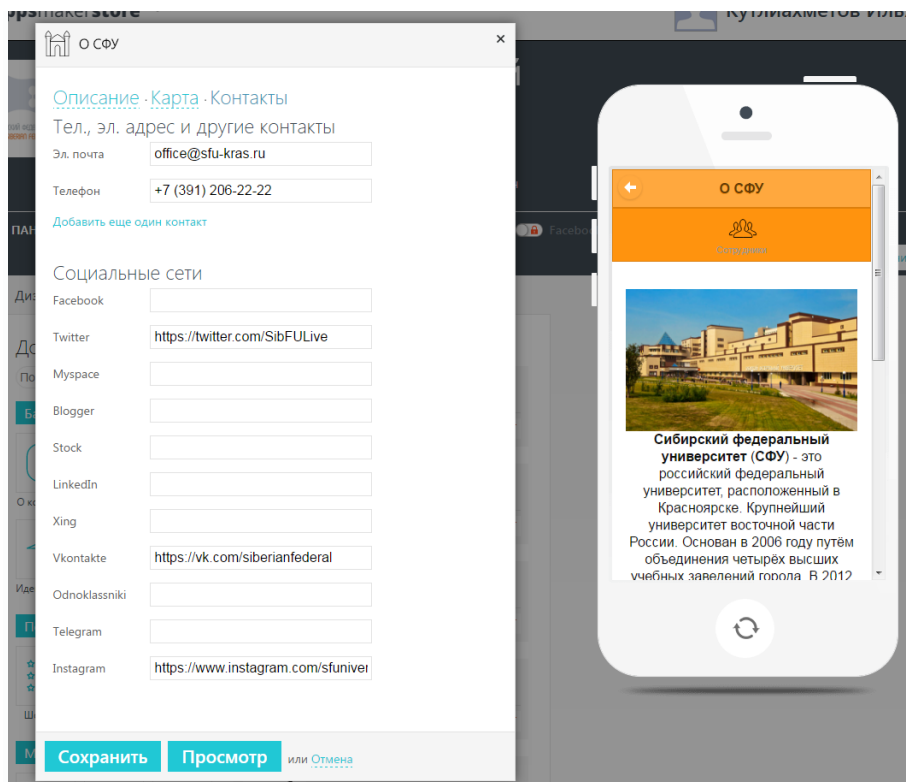 store
О СФУ
×
Описание · Карта · Контакты
Тел., эл. адрес и другие контакты
Эл. почта office@sfu-kras.ru
Телефон +7 (391) 206-22-22
Добавить еще один контакт
Социальные сети
Facebook
Twitter https://twitter.com/SibFULive
Myspace
Blogger
Stock
LinkedIn
Xing
Vkontakte https://vk.com/siberianfederal
Odnoklassniki
Telegram
Instagram https://www.instagram.com/sfuniver
Сохранить Просмотр или Отмена
О СФУ
Сотрудники
Сибирский федеральный
университет (СФУ) - это
российский федеральный
университет, расположенный в
Красноярске. Крупнейший
университет восточной части
России. Основан в 2006 году путём
объединения четырёх высших
учебных заведений города. В 2012